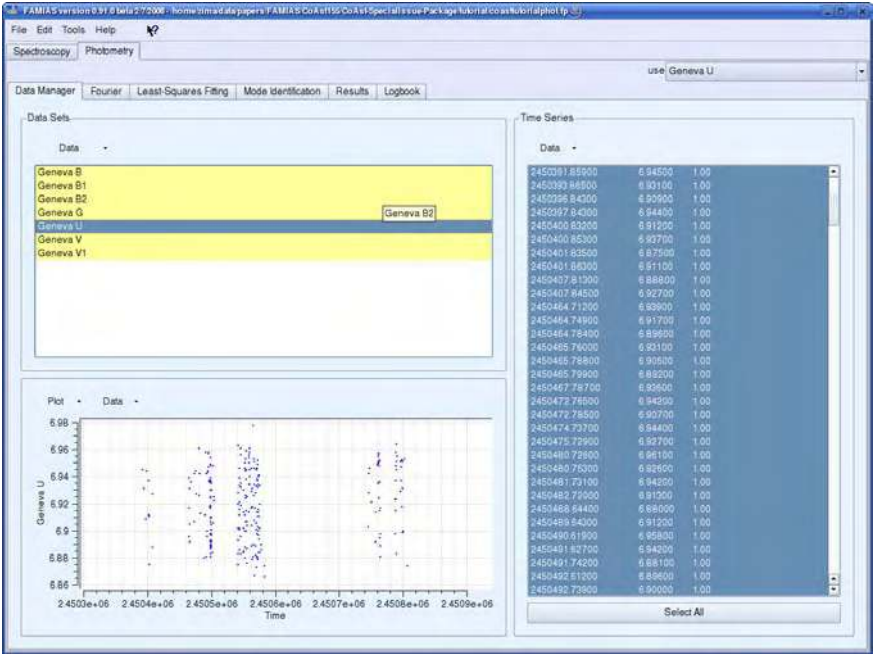 FAMIAS version 0.91.0 beta 2.7.2008 - home/zima/data/papers/FAMIAS/CoAst155/CoAst-SpecialIssue-Package/tutorial/coast/tutorialphot.fp
File Edit Tools Help
Spectroscopy Photometry
use Geneva U
Data Manager Fourier Least-Squares Fitting Mode Identification Results Logbook
Data Sets
Data
Geneva B
Geneva B1
Geneva B2
Geneva G
Geneva B2
Geneva U
Geneva V
Geneva V1
Plot Data
6.98
6.96
6.94
6.92
6.9
6.88
6.86
Geneva U
2.4503e+06 2.4504e+06 2.4505e+06 2.4506e+06 2.4507e+06 2.4508e+06 2.4509e+06
Time
Time Series
Data
2450391.85900 6.94500 1.00
2450393.86500 6.93100 1.00
2450396.84300 6.90900 1.00
2450397.84300 6.94400 1.00
2450400.83200 6.91200 1.00
2450400.85300 6.93700 1.00
2450401.83500 6.87500 1.00
2450401.86300 6.91100 1.00
2450407.81300 6.88800 1.00
2450407.84500 6.92700 1.00
2450464.71200 6.93900 1.00
2450464.74900 6.91700 1.00
2450464.78400 6.89600 1.00
2450465.76000 6.93100 1.00
2450465.78800 6.90500 1.00
2450465.79900 6.89200 1.00
2450467.78700 6.93600 1.00
2450472.76500 6.94200 1.00
2450472.78500 6.93700 1.00
2450474.73700 6.94400 1.00
2450475.72900 6.92700 1.00
2450480.72800 6.96100 1.00
2450480.75300 6.92600 1.00
2450481.73100 6.94200 1.00
2450482.72000 6.91300 1.00
2450488.64400 6.88000 1.00
2450489.64300 6.91200 1.00
2450490.61900 6.95800 1.00
2450491.62700 6.94200 1.00
2450491.74200 6.88100 1.00
2450492.61200 6.89600 1.00
2450492.73900 6.90000 1.00
Select All